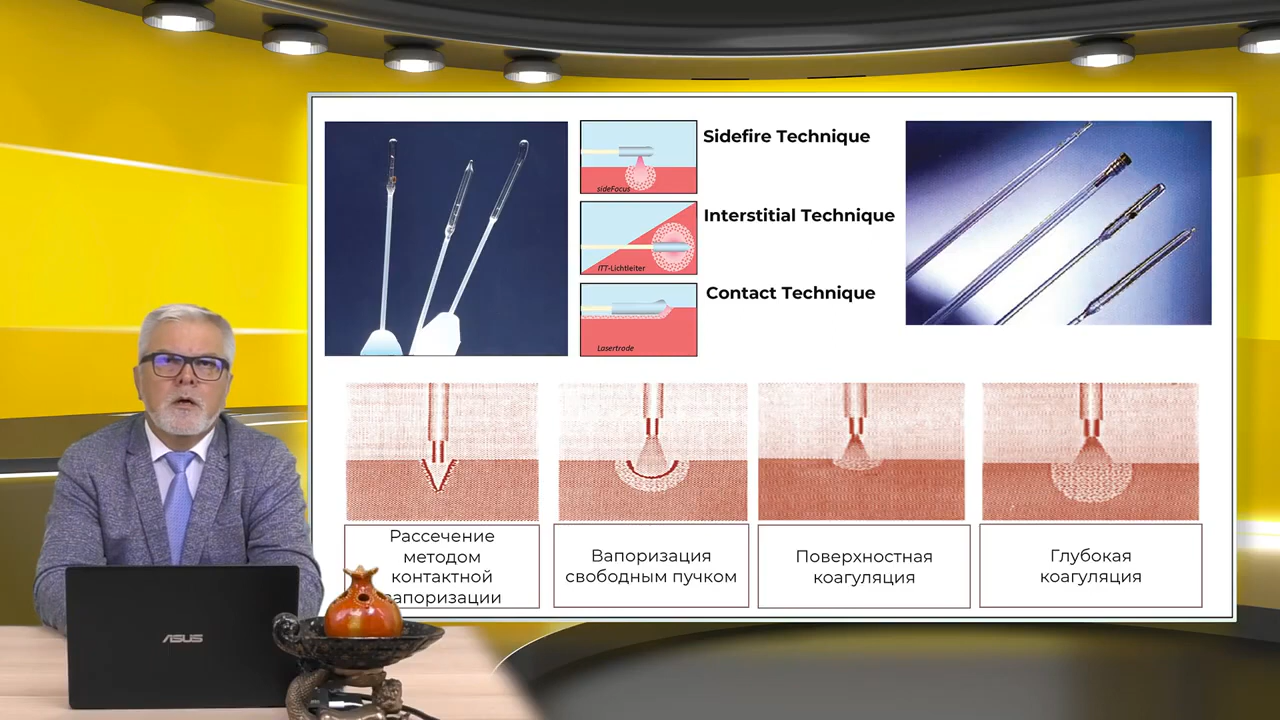 Sidefire Technique
sideFocus
Interstitial Technique
ITT-Lichtleiter
Contact Technique
Lasertrode
Рассечение
методом
контактной
вапоризации
Вапоризация
свободным пучком
Поверхностная
коагуляция
Глубокая
коагуляция
ASUS